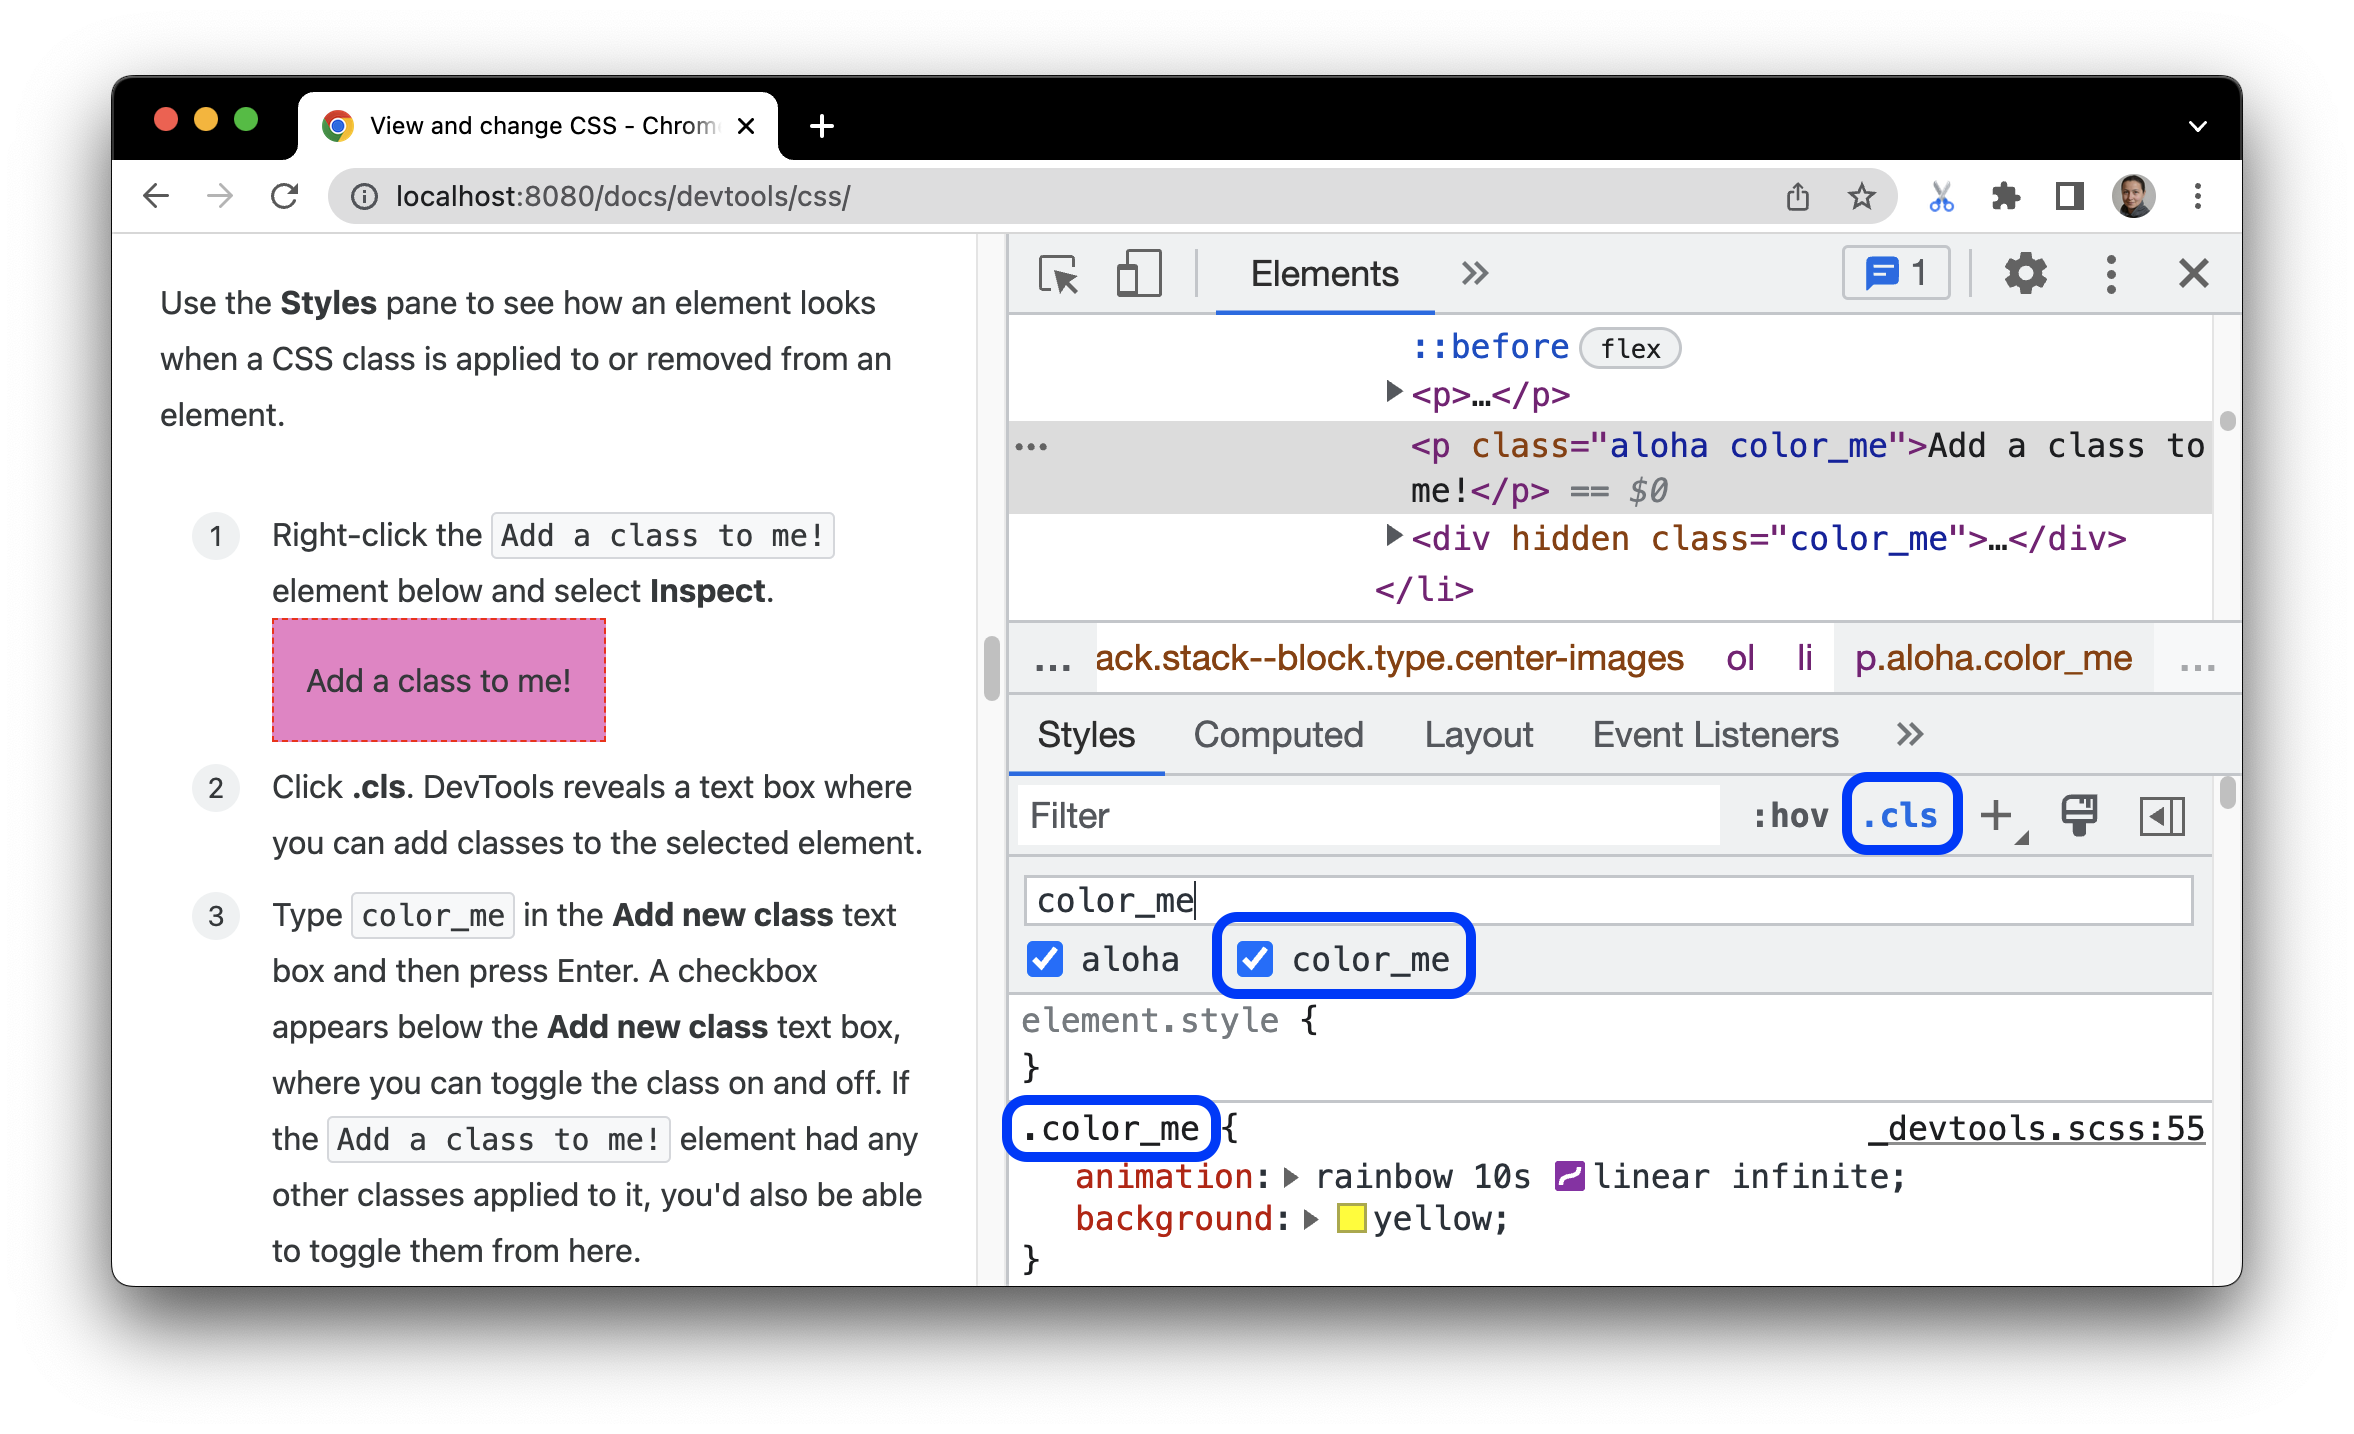 View and change CSS - Chrom
localhost:8080/docs/devtools/css/
Use the Styles pane to see how an element looks
when a CSS class is applied to or removed from an
element.
1 Right-click the Add a class to me!
element below and select Inspect.
Add a class to me!
2 Click .cls. DevTools reveals a text box where
you can add classes to the selected element.
3 Type color_me in the Add new class text
box and then press Enter. A checkbox
appears below the Add new class text box,
where you can toggle the class on and off. If
the Add a class to me! element had any
other classes applied to it, you'd also be able
to toggle them from here.
Elements 1
::before flex
<p>…</p>
<p class="aloha color_me">Add a class to
me!</p> == $0
<div hidden class="color_me">…</div>
</li>
... ack.stack--block.type.center-images ol li p.aloha.color_me ...
Styles Computed Layout Event Listeners
Filter :hov .cls
color_me
aloha color_me
element.style {
}
.color_me { _devtools.scss:55
animation: rainbow 10s linear infinite;
background: yellow;
}